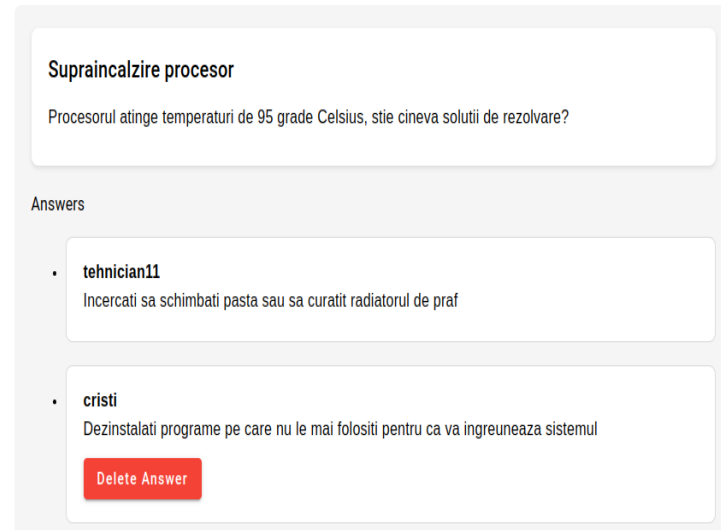 Supraincalzire procesor
Procesorul atinge temperaturi de 95 grade Celsius, stie cineva solutii de rezolvare?
Answers
tehnician11
Incercati sa schimbati pasta sau sa curatit radiatorul de praf
cristi
Dezinstalati programe pe care nu le mai folositi pentru ca va ingreuneaza sistemul
Delete Answer